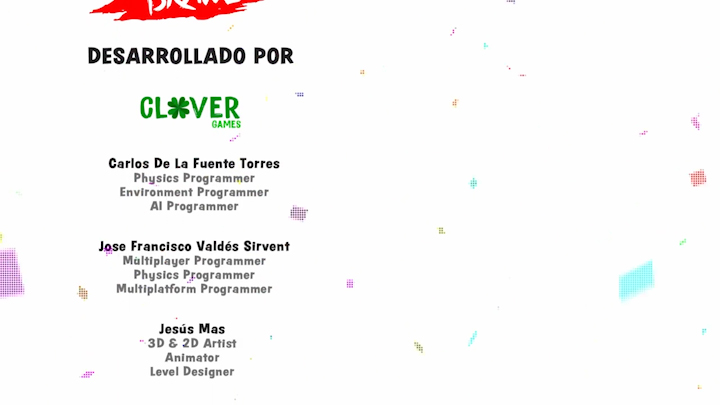 DESARROLLADO POR
CLOVER
GAMES
Carlos De La Fuente Torres
Physics Programmer
Environment Programmer
AI Programmer
Jose Francisco Valdés Sirvent
Multiplayer Programmer
Physics Programmer
Multiplatform Programmer
Jesús Mas
3D & 2D Artist
Animator
Level Designer